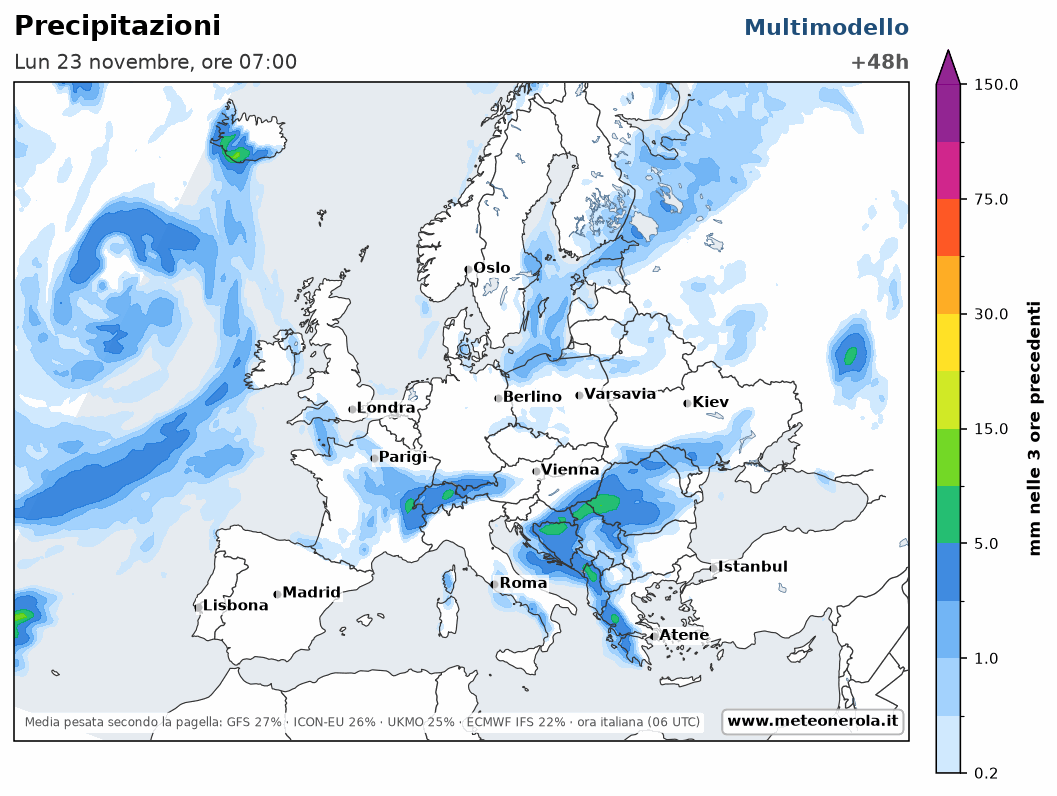 Precipitazioni
Multimodello
Lun 23 novembre, ore 07:00
+48h
150.0
75.0
30.0
15.0
5.0
1.0
0.2
mm nelle 3 ore precedenti
Oslo
Londra
Berlino
Varsavia
Kiev
Parigi
Vienna
Istanbul
Roma
Madrid
Lisbona
Atene
Media pesata secondo la pagella: GFS 27% · ICON-EU 26% · UKMO 25% · ECMWF IFS 22% · ora italiana (06 UTC)
www.meteonerola.it